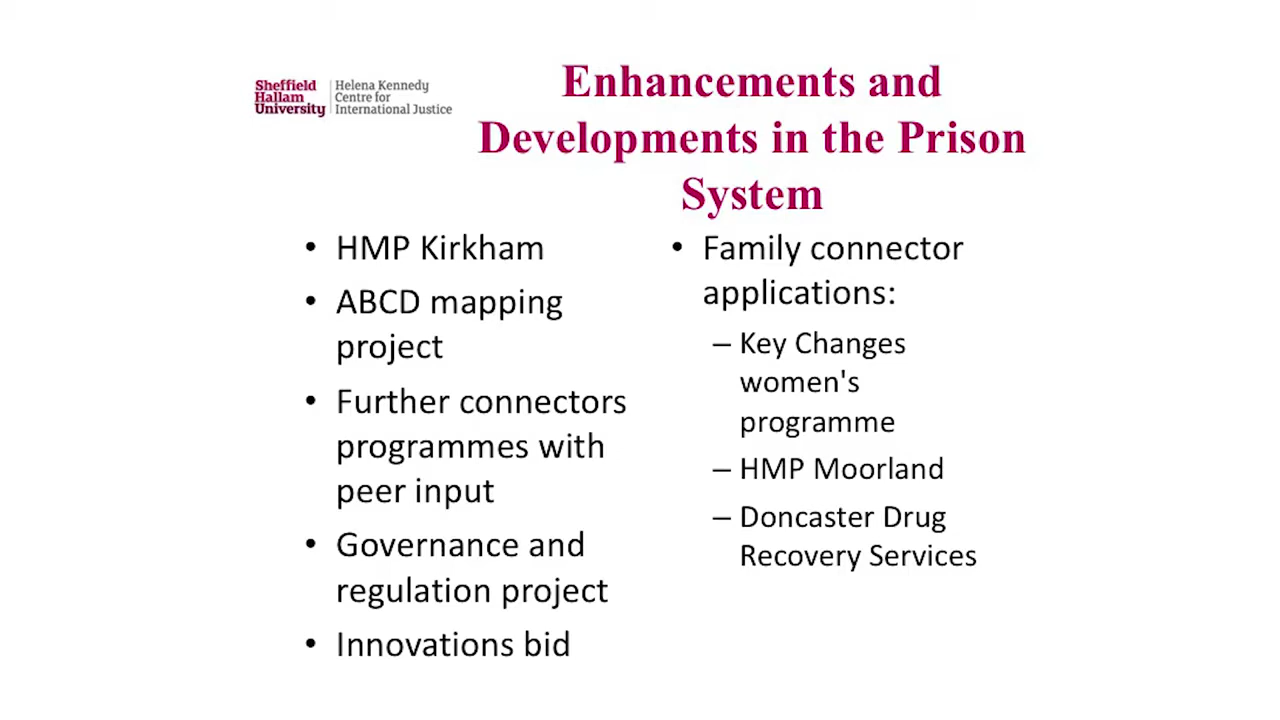 Sheffield
Hallam
University
Helena Kennedy
Centre for
International Justice
Enhancements and
Developments in the Prison
System
• HMP Kirkham
• ABCD mapping
project
• Further connectors
programmes with
peer input
• Governance and
regulation project
• Innovations bid
• Family connector
applications:
– Key Changes
women's
programme
– HMP Moorland
– Doncaster Drug
Recovery Services